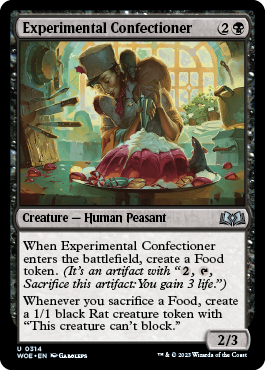 Experimental Confectioner 2
Creature — Human Peasant
When Experimental Confectioner
enters the battlefield, create a Food
token. (It's an artifact with “2, ,
Sacrifice this artifact: You gain 3 life.”)
Whenever you sacrifice a Food, create
a 1/1 black Rat creature token with
“This creature can't block.”
2/3
U 0314
WOE • EN Gaboleps
™ & © 2023 Wizards of the Coast